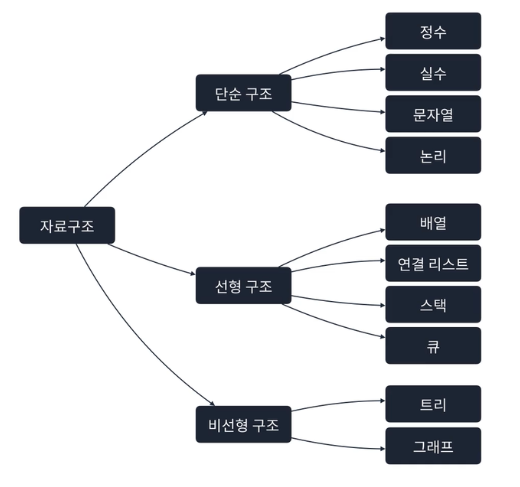 자료구조
단순 구조
정수
실수
문자열
논리
선형 구조
배열
연결 리스트
스택
큐
비선형 구조
트리
그래프